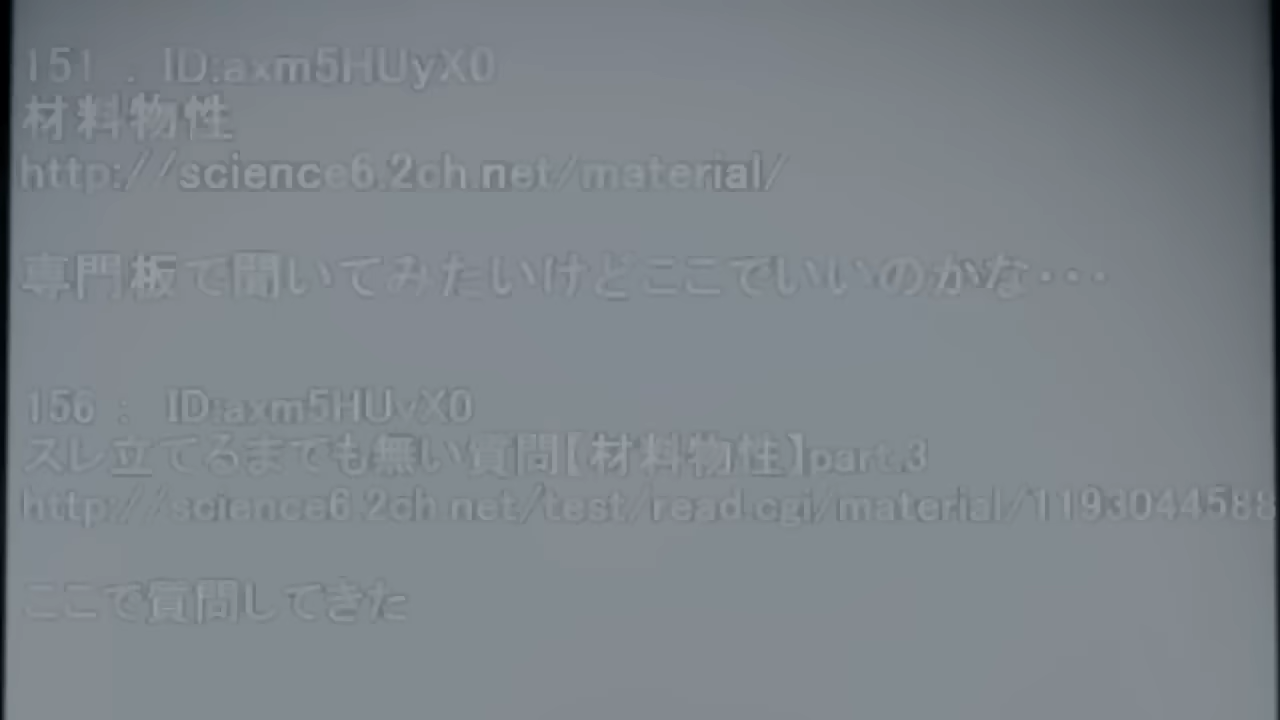 151 : ID:axm5HUyX0
材料物性
http://science6.2ch.net/material/
専門板で聞いてみたいけどここでいいのかな・・・
156 : ID:axm5HUyX0
スレ立てるまでも無い質問【材料物性】part.3
http://science6.2ch.net/test/read.cgi/material/1193044588
ここで質問してきた